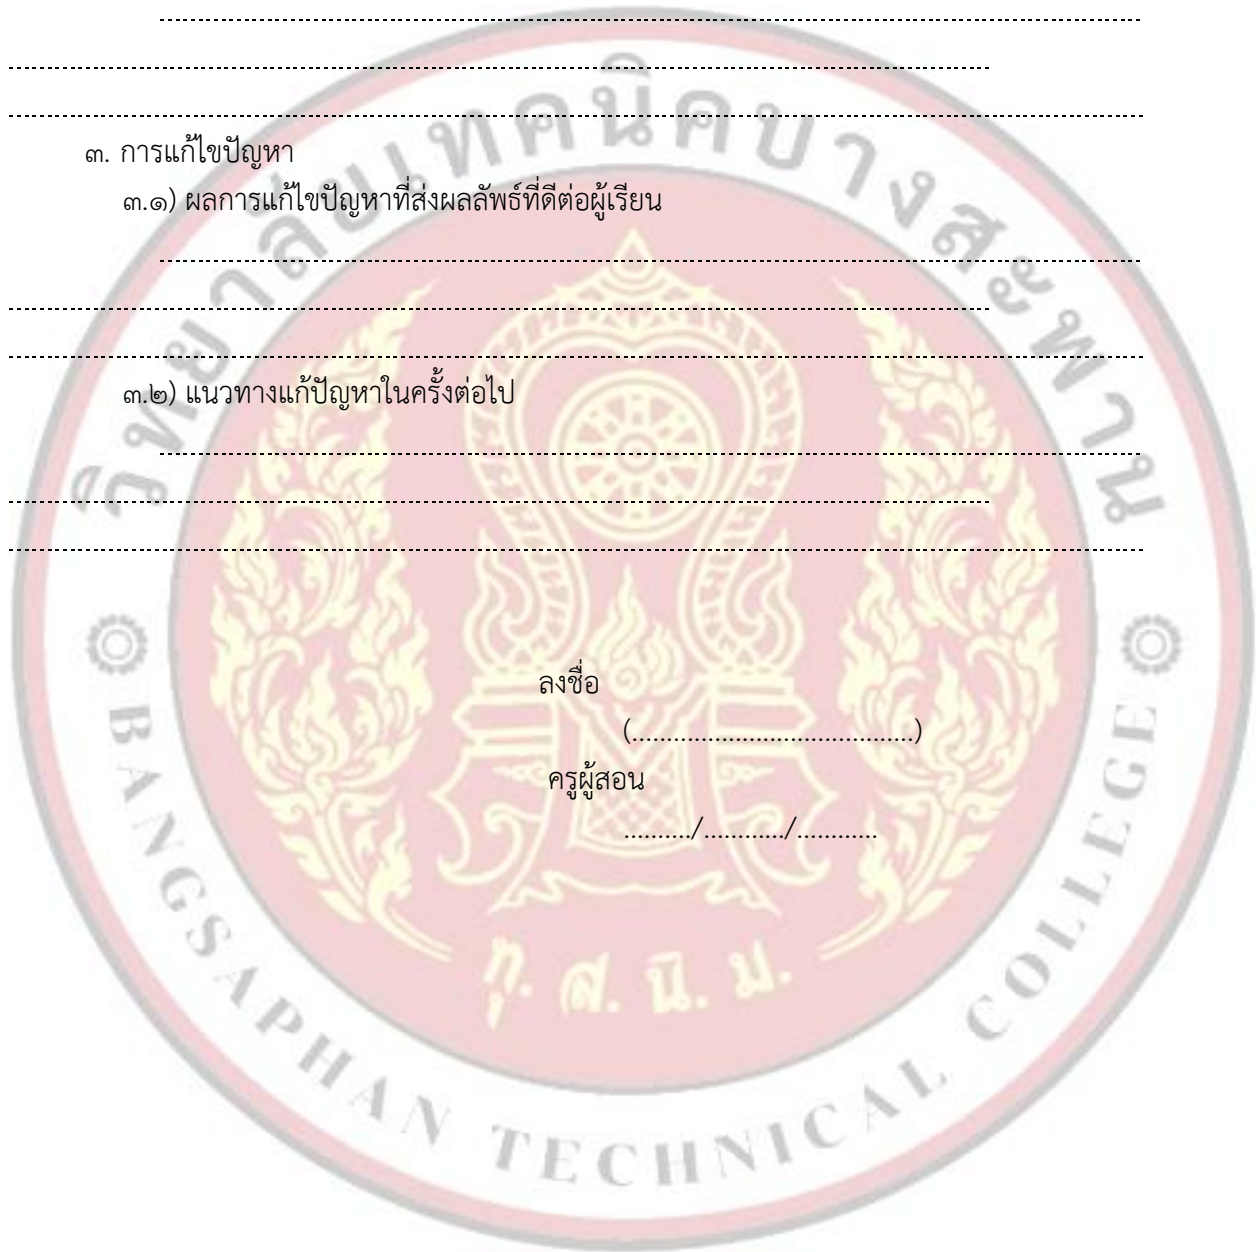 ๓. การแก้ไขปัญหา
๓.๑) ผลการแก้ไขปัญหาที่ส่งผลลัพธ์ที่ดีต่อผู้เรียน
๓.๒) แนวทางแก้ปัญหาในครั้งต่อไป
ลงชื่อ
(.........................................)
ครูผู้สอน
........../............/............
วิทยาลัยเทคนิคบางสะพาน
ทุ. ส. นิ. ม.
BANGSAPHAN TECHNICAL COLLEGE